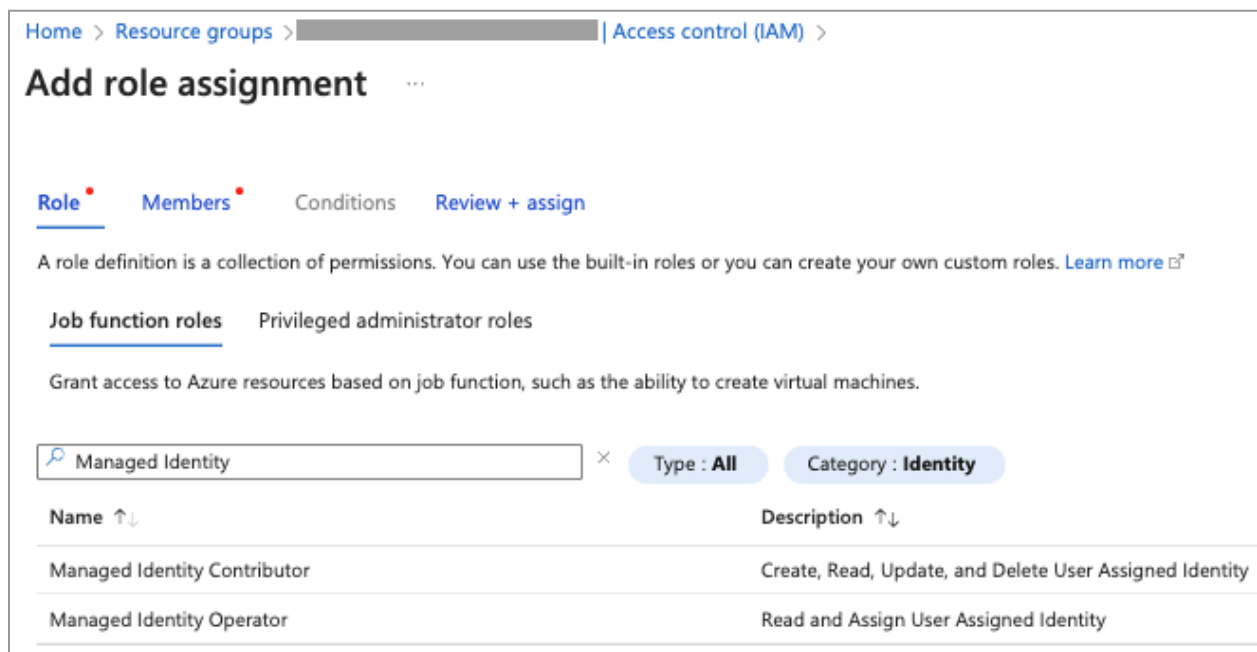 Home > Resource groups > | Access control (IAM) >
Add role assignment ...
Role Members Conditions Review + assign
A role definition is a collection of permissions. You can use the built-in roles or you can create your own custom roles. Learn more
Job function roles Privileged administrator roles
Grant access to Azure resources based on job function, such as the ability to create virtual machines.
Managed Identity × Type : All Category : Identity
Name ↑↓ Description ↑↓
Managed Identity Contributor Create, Read, Update, and Delete User Assigned Identity
Managed Identity Operator Read and Assign User Assigned Identity